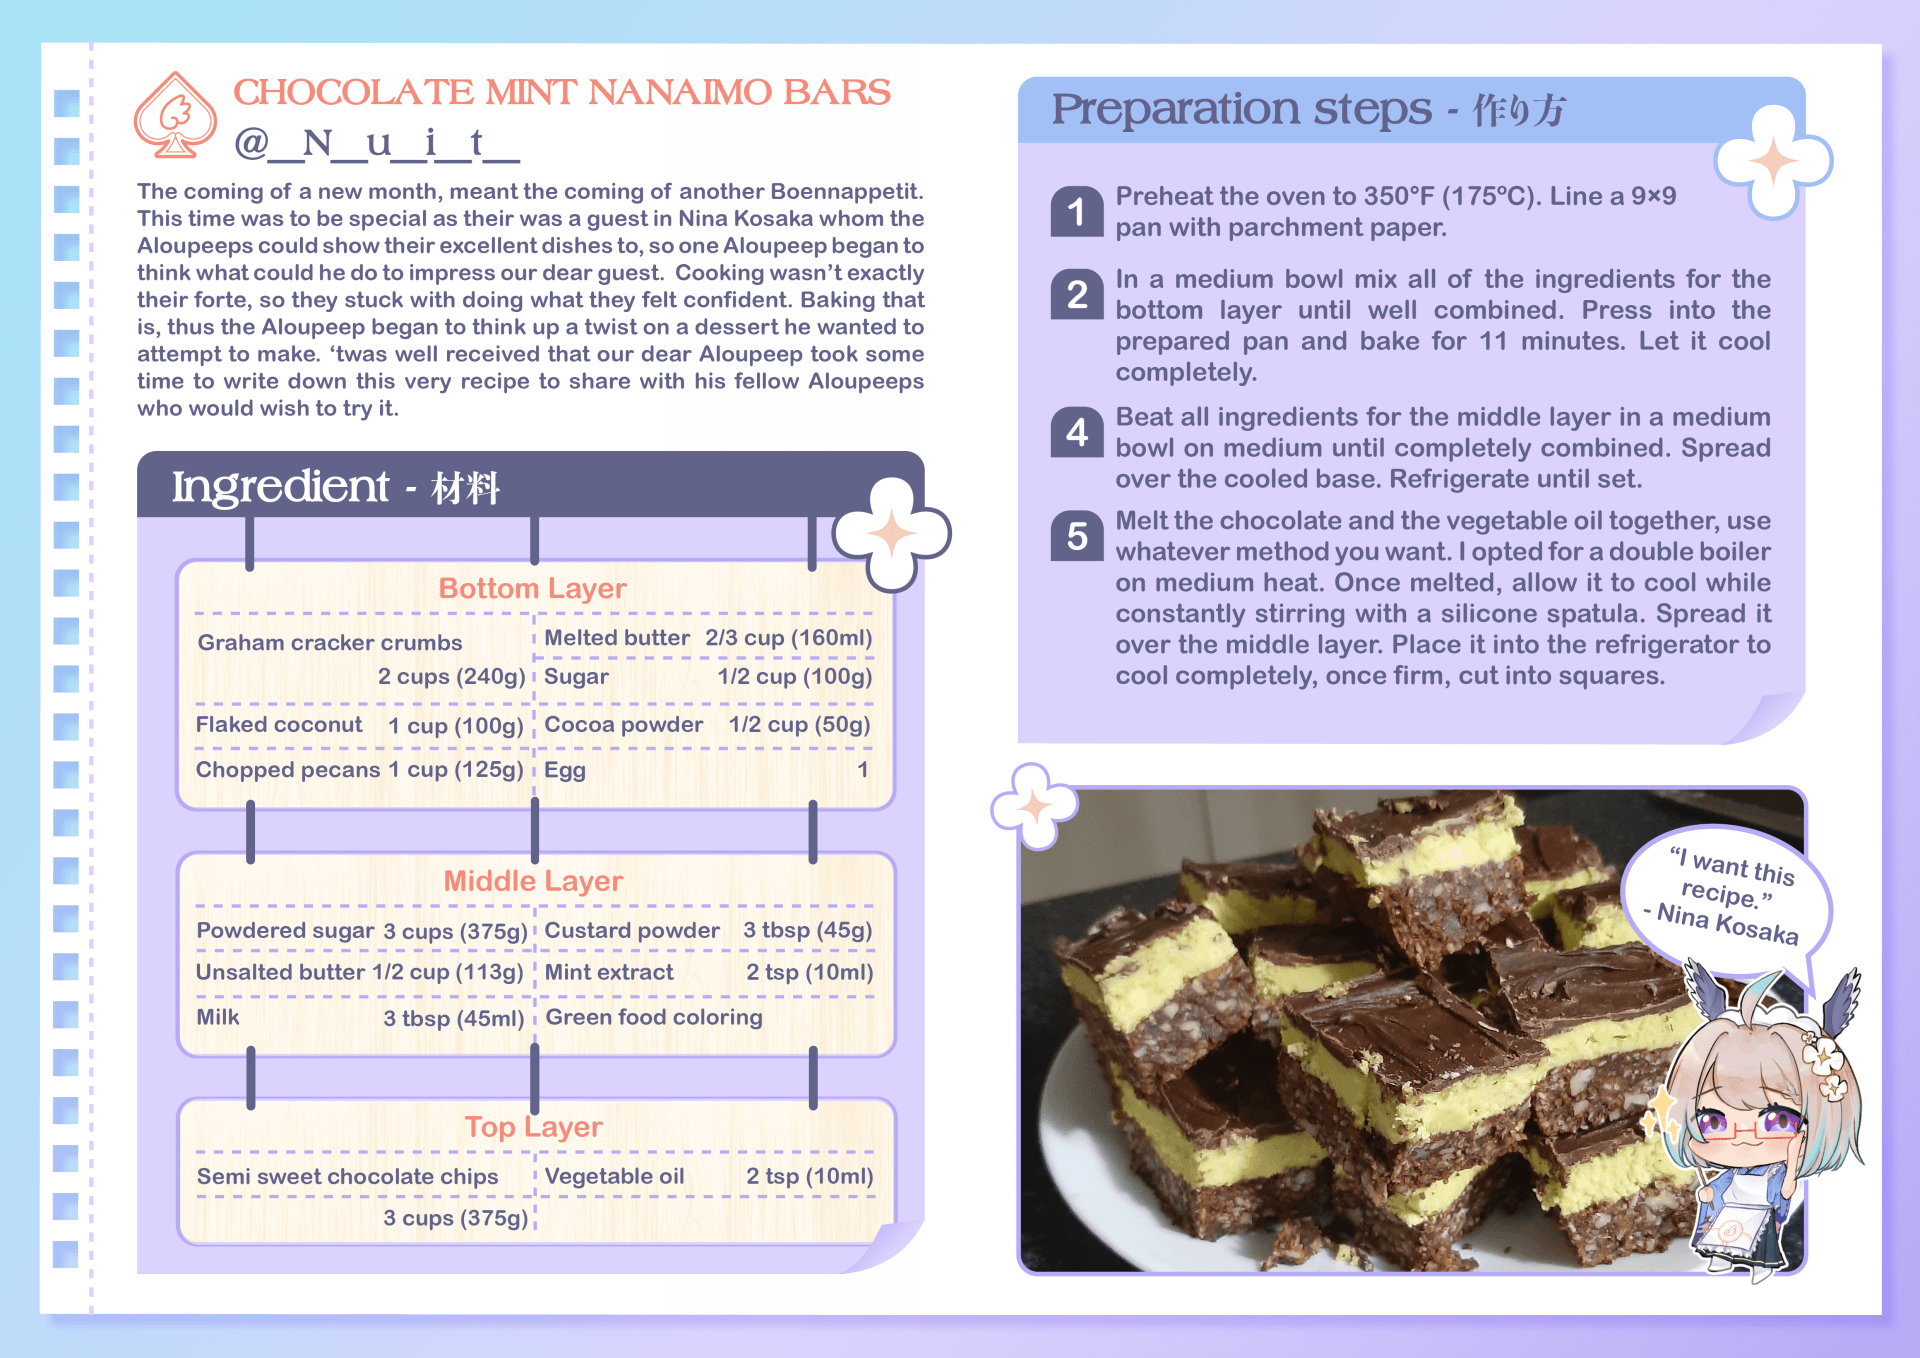 CHOCOLATE MINT NANAIMO BARS
@__N__u__i__t__
The coming of a new month, meant the coming of another Boennappetit.
This time was to be special as their was a guest in Nina Kosaka whom the
Aloupeeps could show their excellent dishes to, so one Aloupeep began to
think what could he do to impress our dear guest. Cooking wasn’t exactly
their forte, so they stuck with doing what they felt confident. Baking that
is, thus the Aloupeep began to think up a twist on a dessert he wanted to
attempt to make. ‘twas well received that our dear Aloupeep took some
time to write down this very recipe to share with his fellow Aloupeeps
who would wish to try it.
Ingredient - 材料
Bottom Layer
Graham cracker crumbs
2 cups (240g)
Melted butter 2/3 cup (160ml)
Sugar 1/2 cup (100g)
Flaked coconut 1 cup (100g)
Cocoa powder 1/2 cup (50g)
Chopped pecans 1 cup (125g)
Egg 1
Middle Layer
Powdered sugar 3 cups (375g)
Custard powder 3 tbsp (45g)
Unsalted butter 1/2 cup (113g)
Mint extract 2 tsp (10ml)
Milk 3 tbsp (45ml)
Green food coloring
Top Layer
Semi sweet chocolate chips
3 cups (375g)
Vegetable oil 2 tsp (10ml)
Preparation steps - 作り方
1 Preheat the oven to 350°F (175ºC). Line a 9×9
pan with parchment paper.
2 In a medium bowl mix all of the ingredients for the
bottom layer until well combined. Press into the
prepared pan and bake for 11 minutes. Let it cool
completely.
4 Beat all ingredients for the middle layer in a medium
bowl on medium until completely combined. Spread
over the cooled base. Refrigerate until set.
5 Melt the chocolate and the vegetable oil together, use
whatever method you want. I opted for a double boiler
on medium heat. Once melted, allow it to cool while
constantly stirring with a silicone spatula. Spread it
over the middle layer. Place it into the refrigerator to
cool completely, once firm, cut into squares.
“I want this
recipe.”
- Nina Kosaka